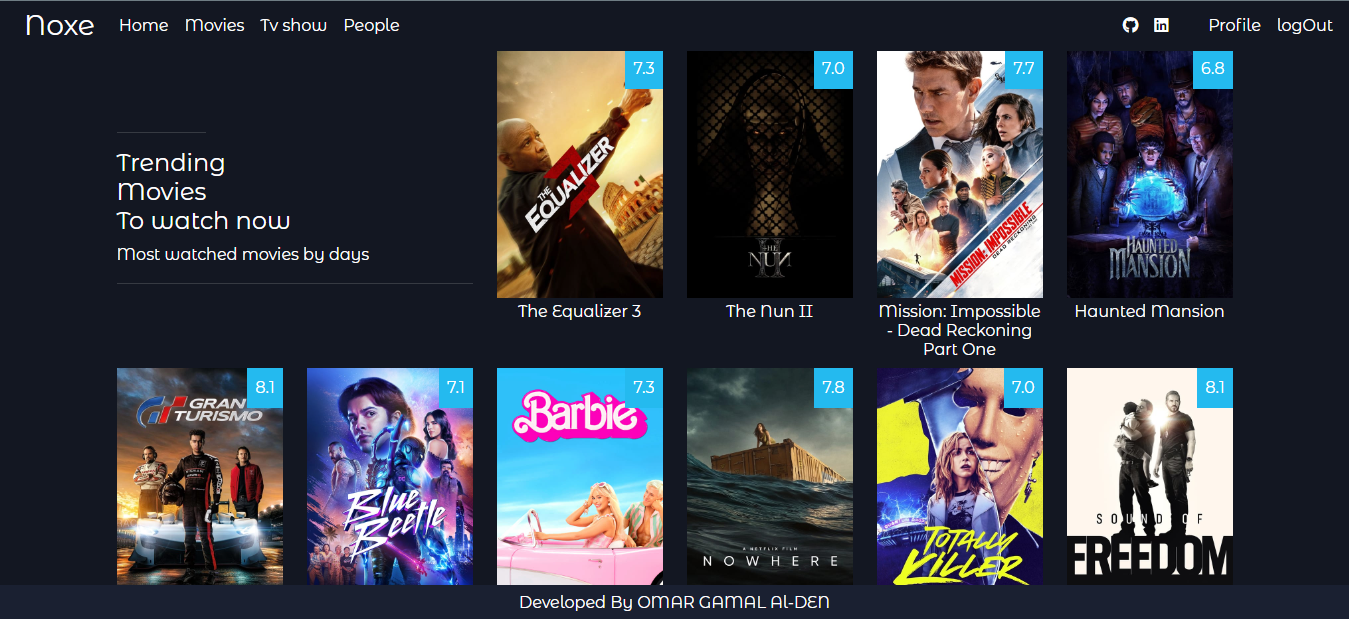 Noxe Home Movies Tv show People Profile logOut
Trending
Movies
To watch now
Most watched movies by days
7.3
THE
EQUALIZER
3
The Equalizer 3
7.0
THE
II
NUN
The Nun II
7.7
MISSION: IMPOSSIBLE
DEAD RECKONING
Mission: Impossible
- Dead Reckoning
Part One
6.8
HAUNTED
MANSION
Haunted Mansion
8.1
GRAN
TURISMO
7.1
Blue
Beetle
7.3
Barbie
7.8
A NETFLIX FILM
NOWHERE
7.0
TOTALLY
KILLER
8.1
SOUND OF
FREEDOM
Developed By OMAR GAMAL Al-DEN